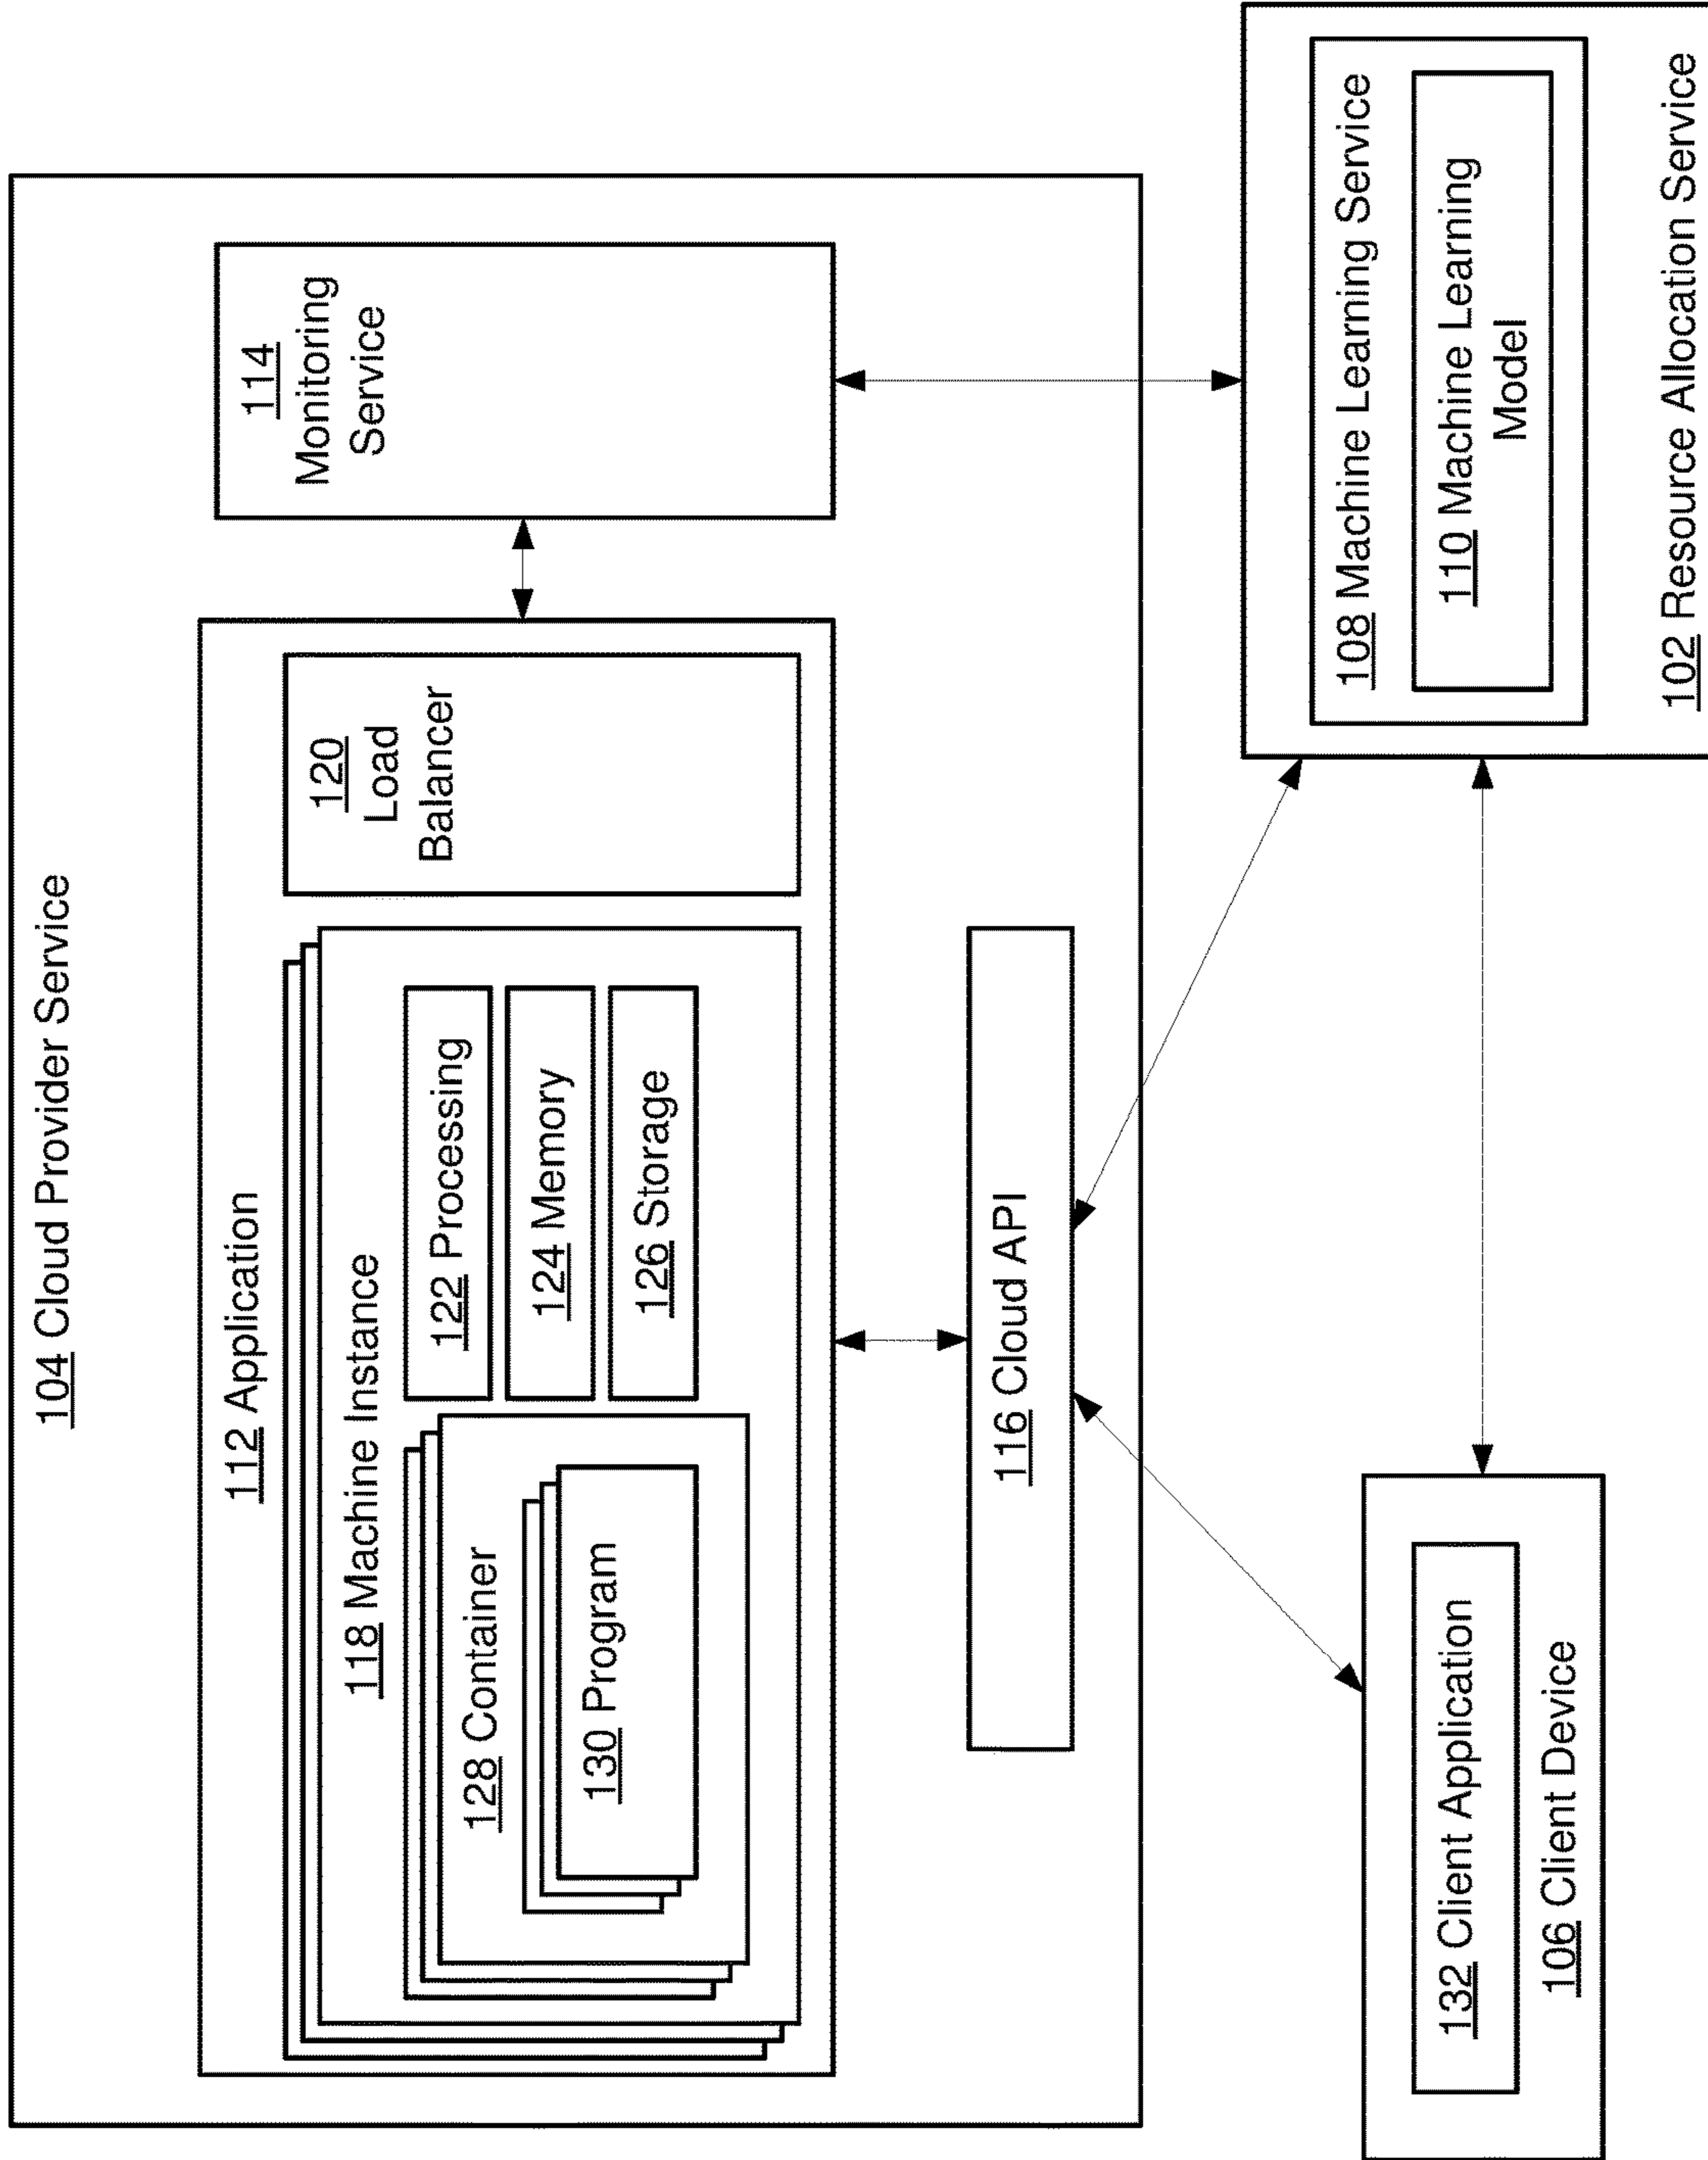 104 Cloud Provider Service
112 Application
118 Machine Instance
128 Container
130 Program
122 Processing
124 Memory
126 Storage
120
Load
Balancer
114
Monitoring
Service
116 Cloud API
132 Client Application
106 Client Device
108 Machine Learning Service
110 Machine Learning
Model
102 Resource Allocation Service